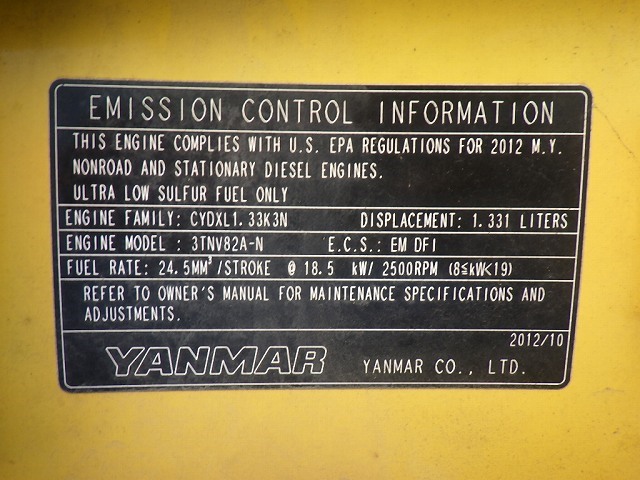 EMISSION CONTROL INFORMATION
THIS ENGINE COMPLIES WITH U.S. EPA REGULATIONS FOR 2012 M.Y.
NONROAD AND STATIONARY DIESEL ENGINES.
ULTRA LOW SULFUR FUEL ONLY
ENGINE FAMILY: CYDXL1.33K3N DISPLACEMENT: 1.331 LITERS
ENGINE MODEL : 3TNV82A-N E.C.S.: EM DFI
FUEL RATE: 24.5MM³/STROKE @ 18.5 kW/ 2500RPM (8≦kW<19)
REFER TO OWNER'S MANUAL FOR MAINTENANCE SPECIFICATIONS AND
ADJUSTMENTS.
2012/10
YANMAR YANMAR CO., LTD.